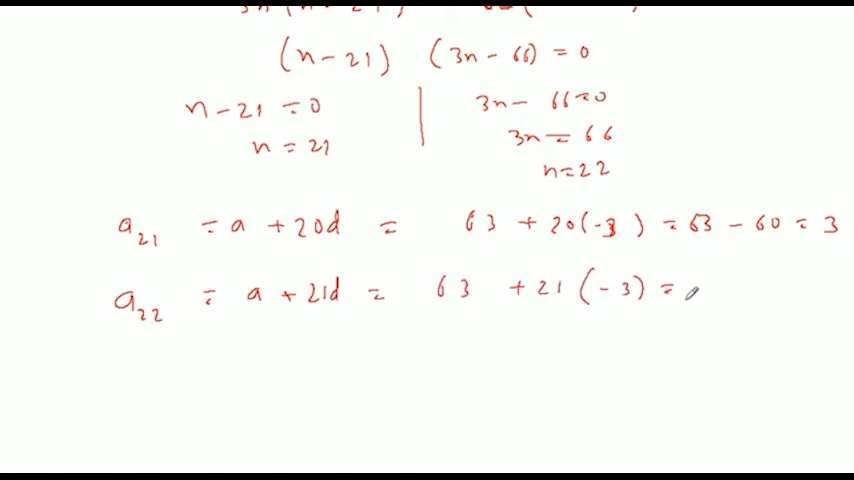 (n - 21) (3n - 66) = 0
n - 21 = 0 3n - 66 = 0
n = 21 3n = 66
n = 22
a21 = a + 20d = 63 + 20(-3) = 63 - 60 = 3
a22 = a + 21d = 63 + 21(-3) =